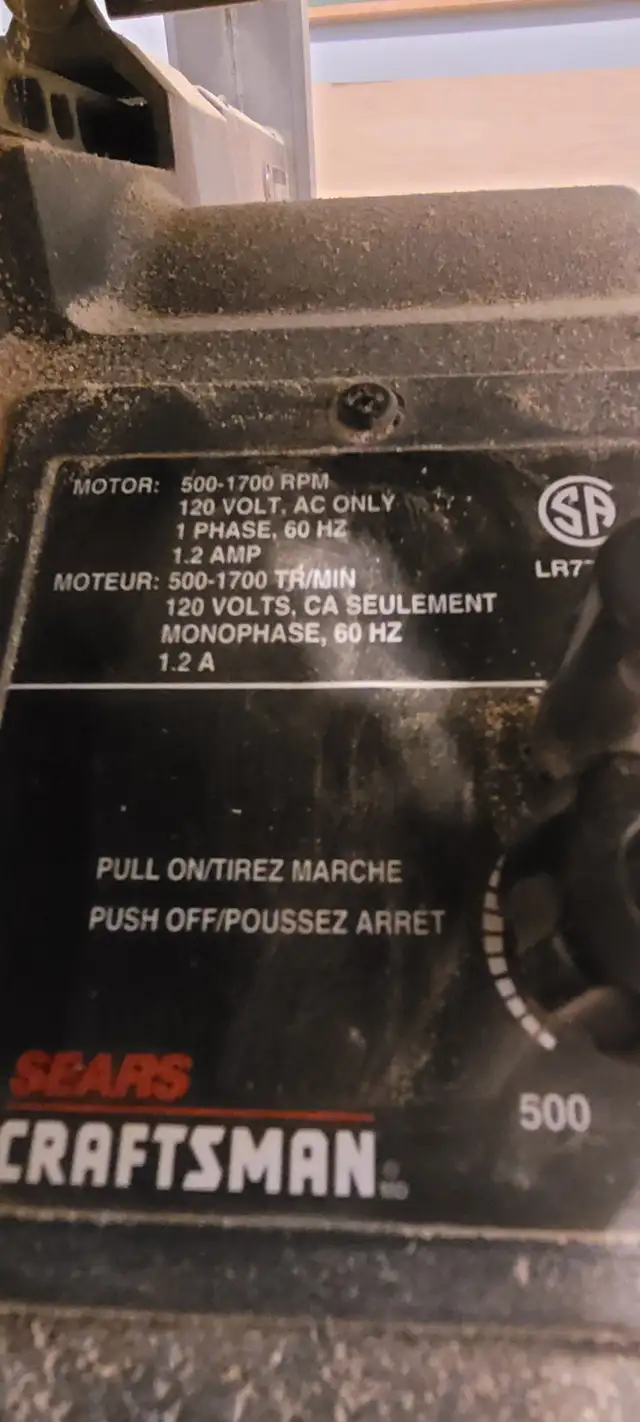 MOTOR: 500-1700 RPM
120 VOLT, AC ONLY
1 PHASE, 60 HZ
1.2 AMP
MOTEUR: 500-1700 TR/MIN
120 VOLTS, CA SEULEMENT
MONOPHASE, 60 HZ
1.2 A
SA
LR7
PULL ON/TIREZ MARCHE
PUSH OFF/POUSSEZ ARRET
500
SEARS
CRAFTSMAN